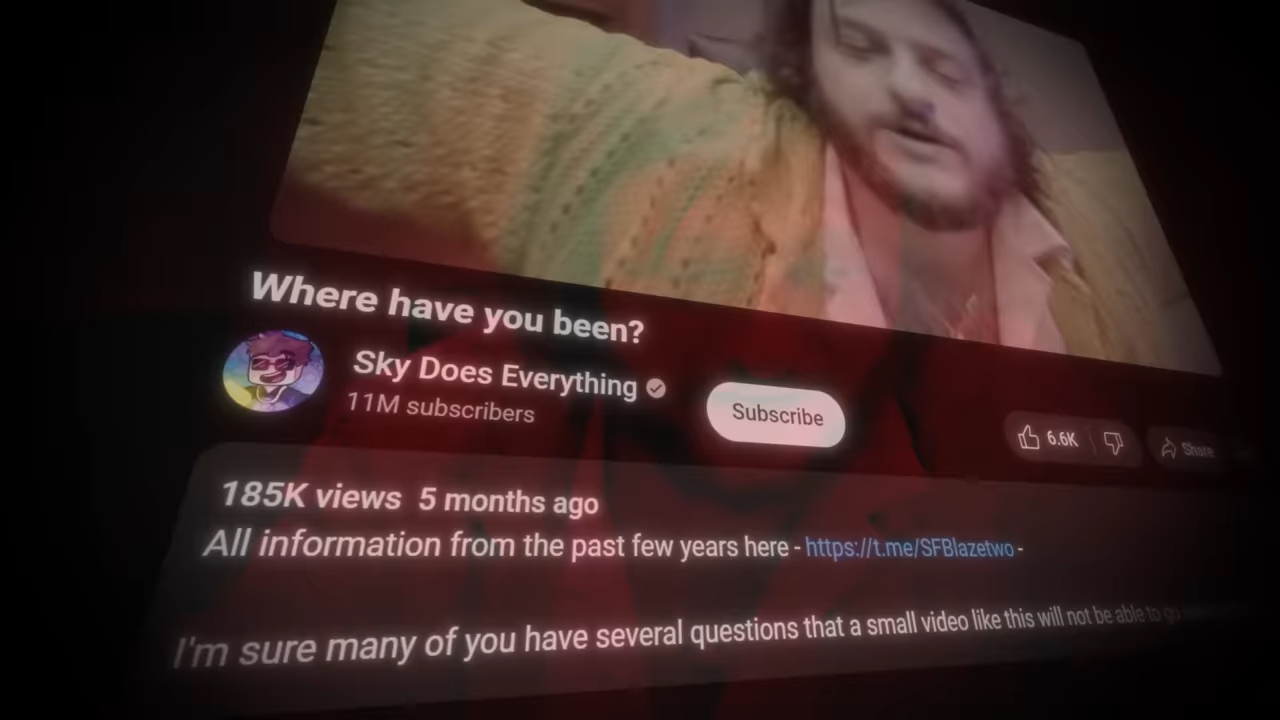 Where have you been?
Sky Does Everything
11M subscribers
Subscribe
6.6K
Share
185K views 5 months ago
All information from the past few years here - https://t.me/SFBlazetwo -
I'm sure many of you have several questions that a small video like this will not be able to go